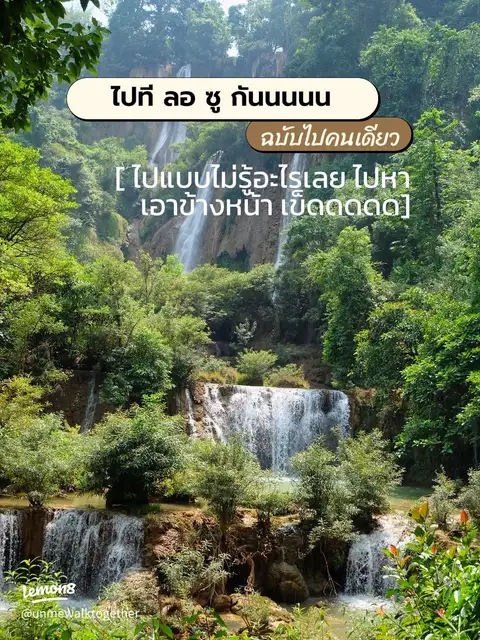 ไปที ลอ ซู กันนนนน
ฉบับไปคนเดียว
[ ไปแบบไม่รู้อะไรเลย ไปหา
เอาข้างหน้า เข็ดดดดด]
lemon8
@unmewalktogether